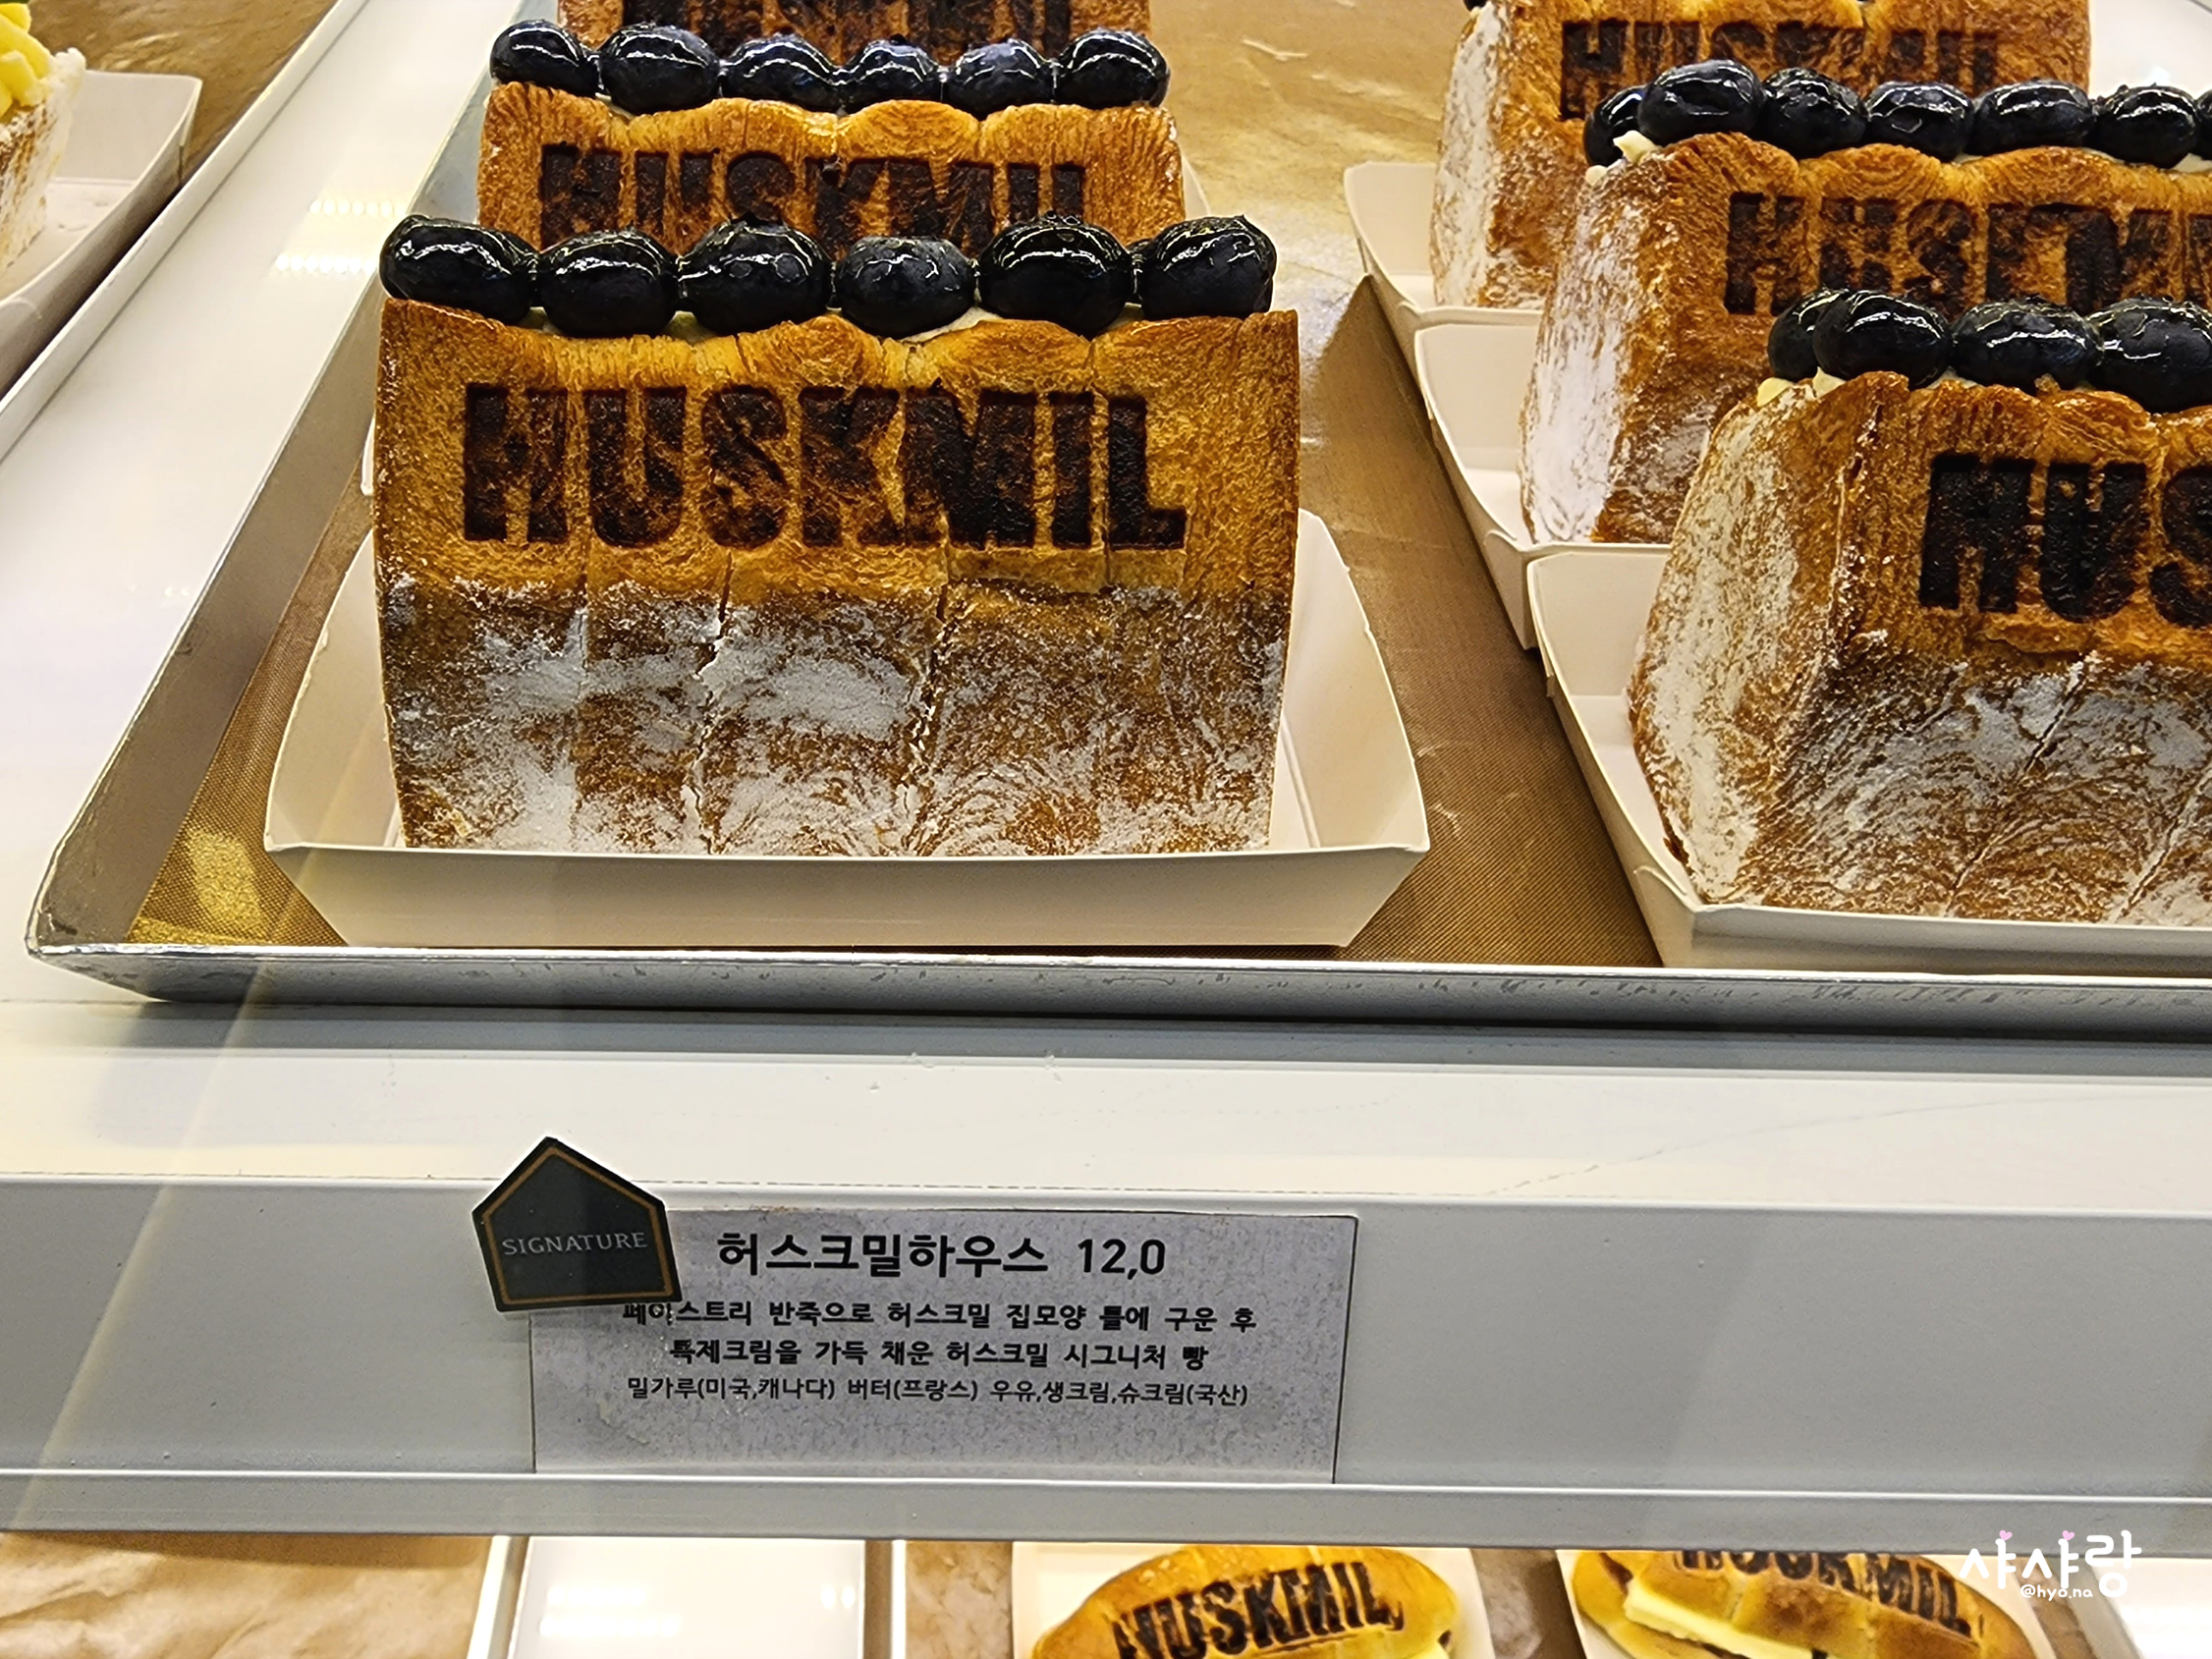 HUSKMIL
HUSKMIL
HUSKMIL
HUSKMIL
HUSKM
HUS
SIGNATURE
허스크밀하우스 12,0
페이스트리 반죽으로 허스크밀 집모양 틀에 구운 후
특제크림을 가득 채운 허스크밀 시그니처 빵
밀가루(미국,캐나다) 버터(프랑스) 우유,생크림,슈크림(국산)
HUSKMIL
HUSKMIL
샤샤랑
@hyo.na